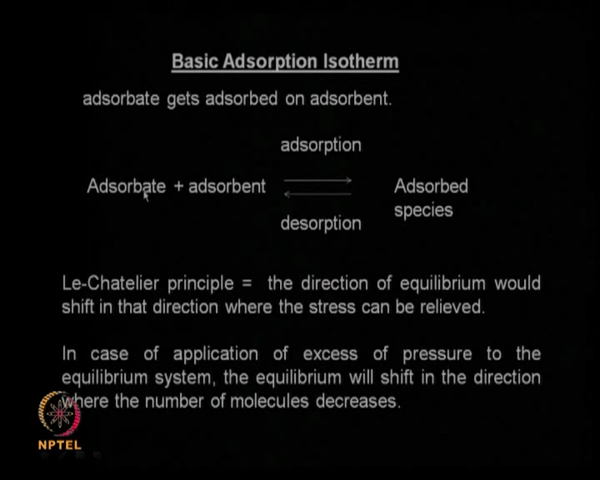 Basic Adsorption Isotherm
adsorbate gets adsorbed on adsorbent.
adsorption
Adsorbate + adsorbent
Adsorbed
species
desorption
Le-Chatelier principle = the direction of equilibrium would
shift in that direction where the stress can be relieved.
In case of application of excess of pressure to the
equilibrium system, the equilibrium will shift in the direction
where the number of molecules decreases.
NPTEL